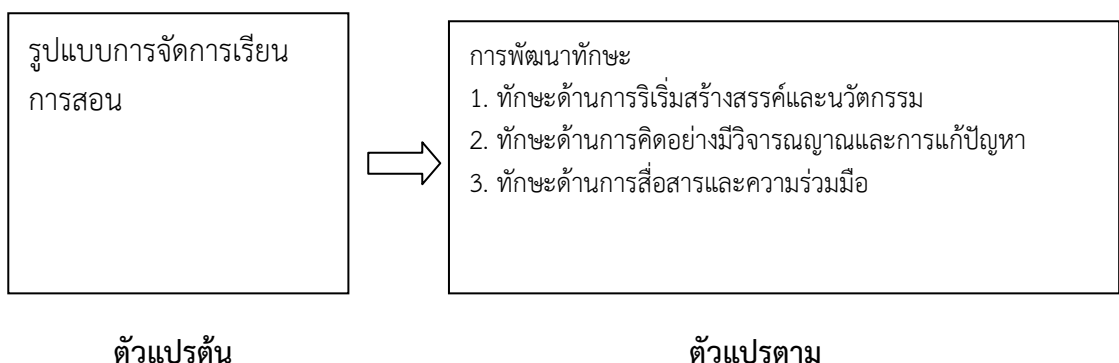 รูปแบบการจัดการเรียน
การสอน
การพัฒนาทักษะ
1. ทักษะด้านการริเริ่มสร้างสรรค์และนวัตกรรม
2. ทักษะด้านการคิดอย่างมีวิจารณญาณและการแก้ปัญหา
3. ทักษะด้านการสื่อสารและความร่วมมือ
ตัวแปรต้น
ตัวแปรตาม